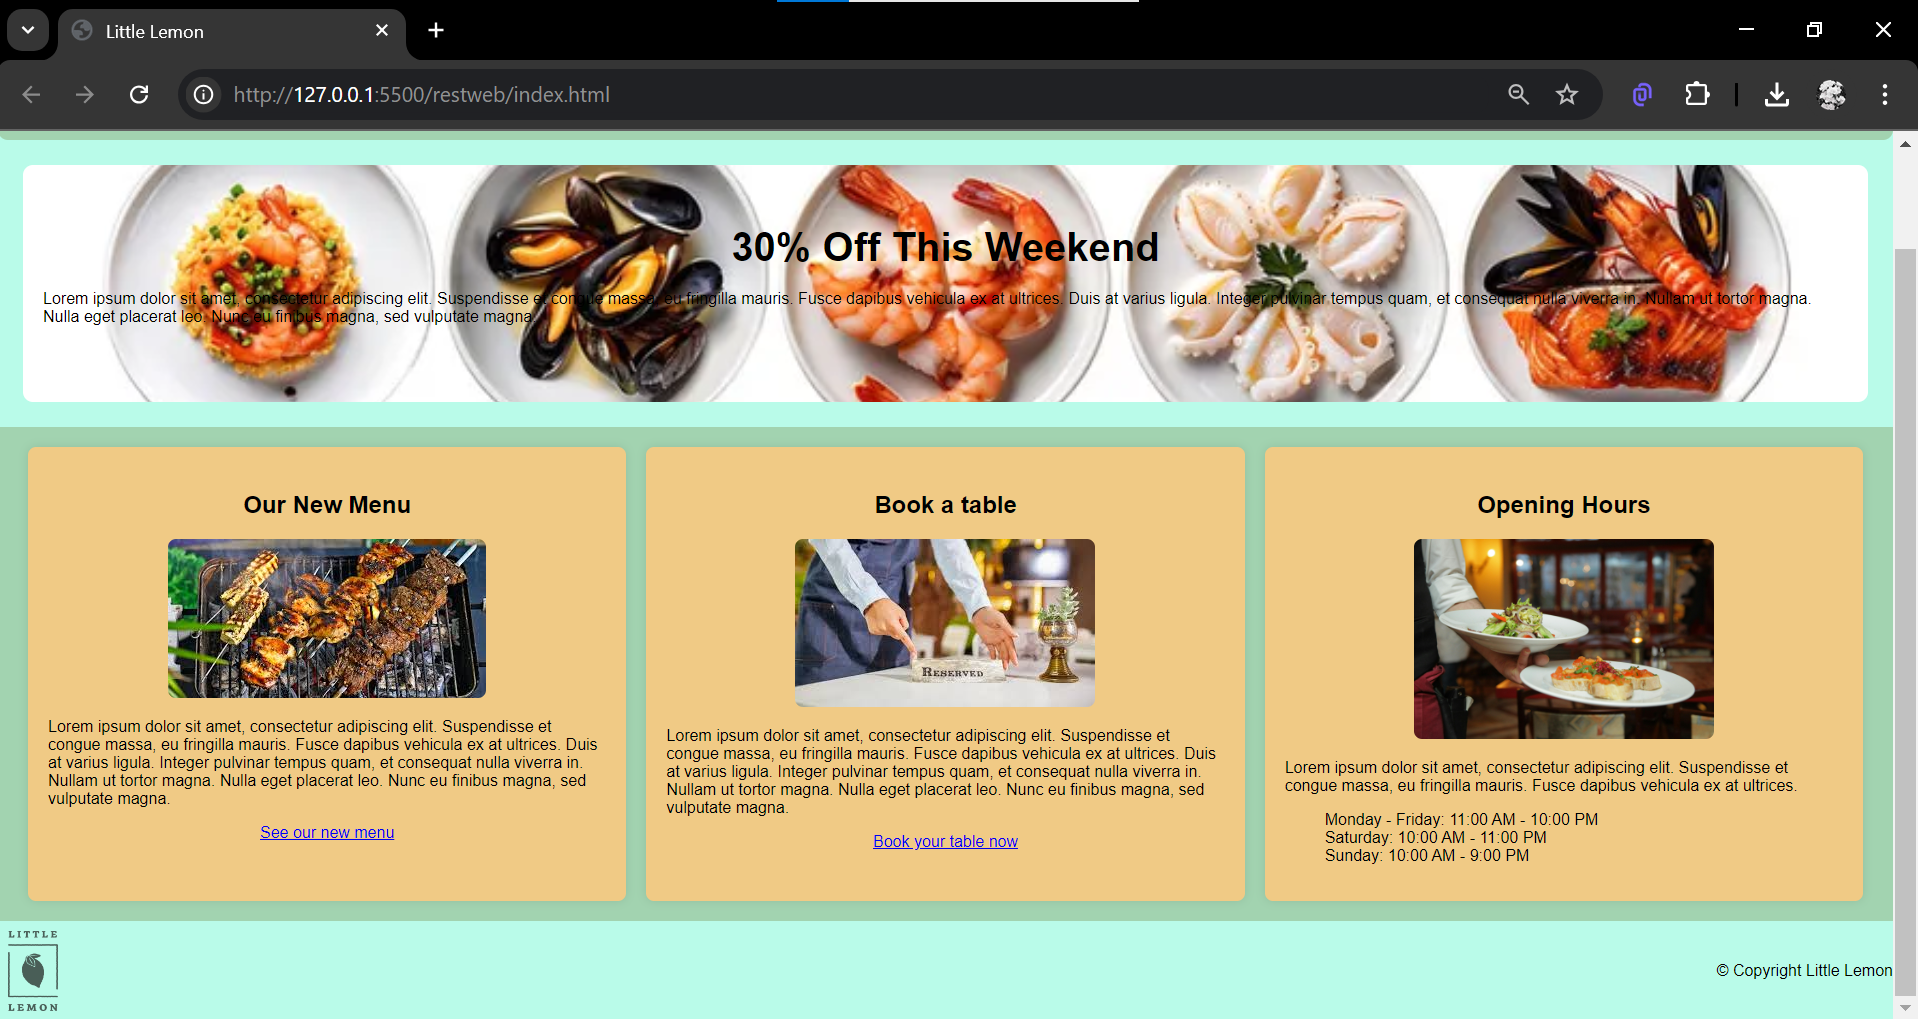 Little Lemon
http://127.0.0.1:5500/restweb/index.html
30% Off This Weekend
Lorem ipsum dolor sit amet, consectetur adipiscing elit. Suspendisse et congue massa, eu fringilla mauris. Fusce dapibus vehicula ex at ultrices. Duis at varius ligula. Integer pulvinar tempus quam, et consequat nulla viverra in. Nullam ut tortor magna.
Nulla eget placerat leo. Nunc eu finibus magna, sed vulputate magna.
Our New Menu
Lorem ipsum dolor sit amet, consectetur adipiscing elit. Suspendisse et
congue massa, eu fringilla mauris. Fusce dapibus vehicula ex at ultrices. Duis
at varius ligula. Integer pulvinar tempus quam, et consequat nulla viverra in.
Nullam ut tortor magna. Nulla eget placerat leo. Nunc eu finibus magna, sed
vulputate magna.
See our new menu
Book a table
RESERVED
Lorem ipsum dolor sit amet, consectetur adipiscing elit. Suspendisse et
congue massa, eu fringilla mauris. Fusce dapibus vehicula ex at ultrices. Duis
at varius ligula. Integer pulvinar tempus quam, et consequat nulla viverra in.
Nullam ut tortor magna. Nulla eget placerat leo. Nunc eu finibus magna, sed
vulputate magna.
Book your table now
Opening Hours
Lorem ipsum dolor sit amet, consectetur adipiscing elit. Suspendisse et
congue massa, eu fringilla mauris. Fusce dapibus vehicula ex at ultrices.
Monday - Friday: 11:00 AM - 10:00 PM
Saturday: 10:00 AM - 11:00 PM
Sunday: 10:00 AM - 9:00 PM
LITTLE
LEMON
© Copyright Little Lemon